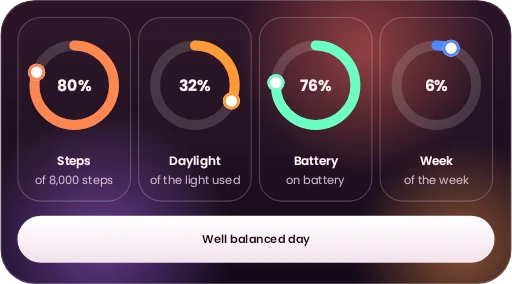 80%
32%
76%
6%
Steps
of 8,000 steps
Daylight
of the light used
Battery
on battery
Week
of the week
Well balanced day